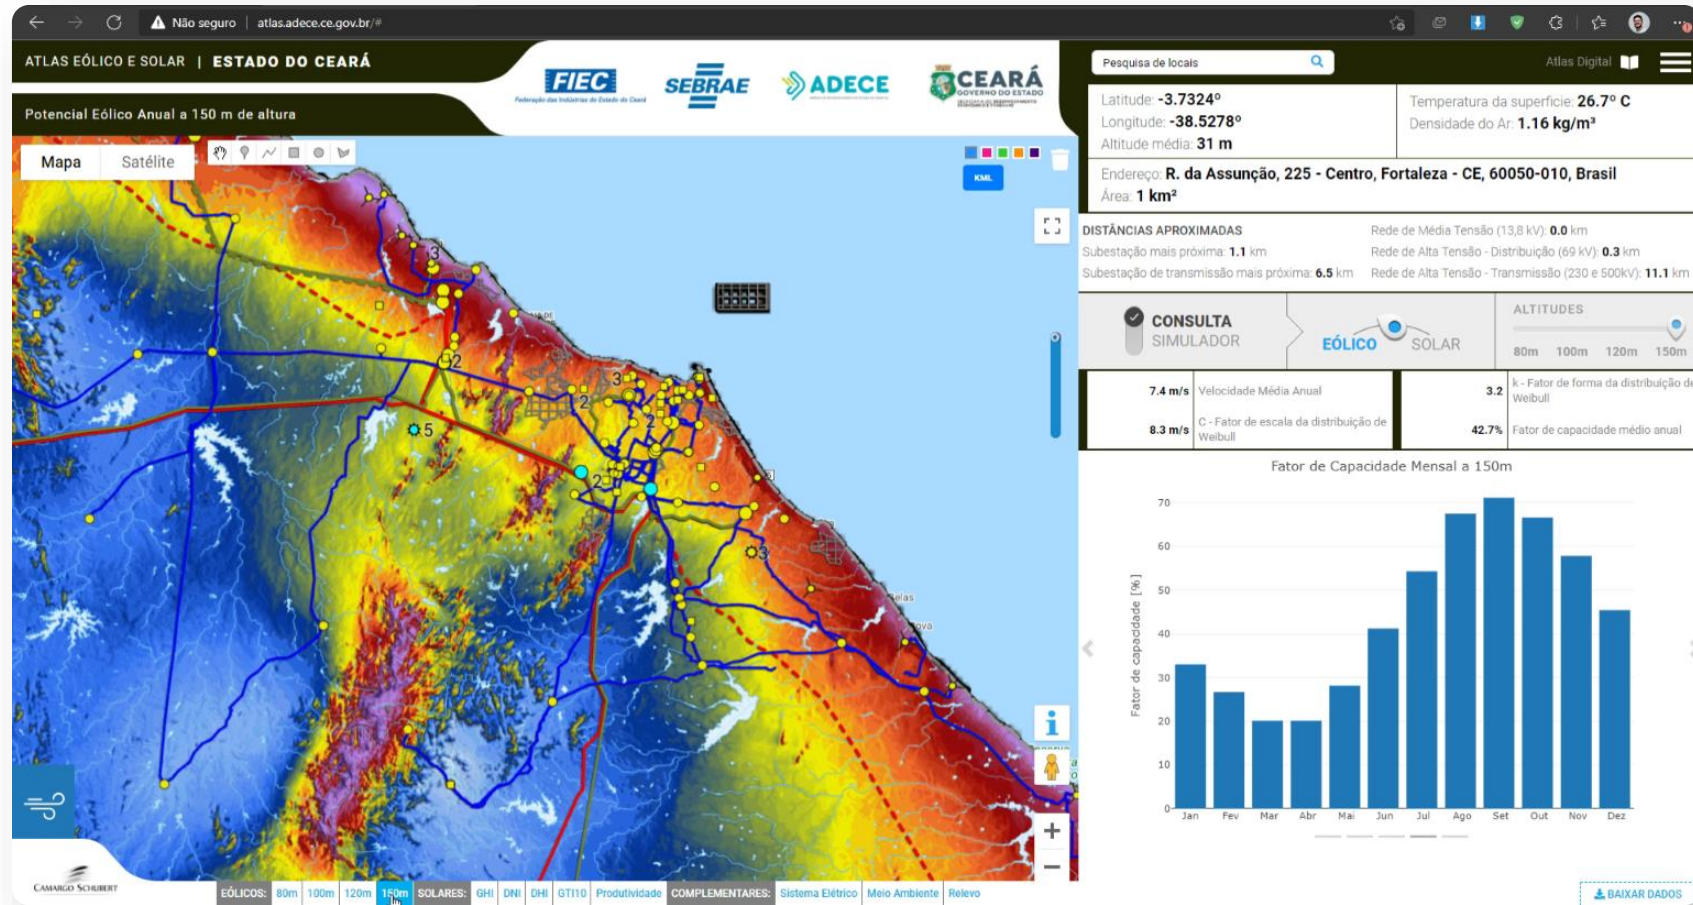 Não seguro | atlas.adece.ce.gov.br/#
ATLAS EÓLICO E SOLAR | ESTADO DO CEARÁ
Potencial Eólico Anual a 150 m de altura
FIEC
Federação das Indústrias do Estado do Ceará
SEBRAE
ADECE
CEARÁ
GOVERNO DO ESTADO
Pesquisa de locais
Atlas Digital
Mapa
Satélite
KML
Latitude: -3.7324º
Longitude: -38.5278º
Altitude média: 31 m
Temperatura da superfície: 26.7º C
Densidade do Ar: 1.16 kg/m³
Endereço: R. da Assunção, 225 - Centro, Fortaleza - CE, 60050-010, Brasil
Área: 1 km²
DISTÂNCIAS APROXIMADAS
Subestação mais próxima: 1.1 km
Subestação de transmissão mais próxima: 6.5 km
Rede de Média Tensão (13,8 kV): 0.0 km
Rede de Alta Tensão - Distribuição (69 kV): 0.3 km
Rede de Alta Tensão - Transmissão (230 e 500kV): 11.1 km
CONSULTA
SIMULADOR
EÓLICO
SOLAR
ALTITUDES
80m 100m 120m 150m
7.4 m/s Velocidade Média Anual
8.3 m/s C - Fator de escala da distribuição de
Weibull
3.2 k - Fator de forma da distribuição de
Weibull
42.7% Fator de capacidade médio anual
Fator de Capacidade Mensal a 150m
Fator de capacidade [%]
70
60
50
40
30
20
10
0
Jan Fev Mar Abr Mai Jun Jul Ago Set Out Nov Dez
3
2
3
2
2
5
2
3
elas
ova
i
+
−
CAMARGO SCHUBERT
EÓLICOS: 80m 100m 120m 150m SOLARES: GHI DNI DHI GTI10 Produtividade COMPLEMENTARES: Sistema Elétrico Meio Ambiente Relevo
BAIXAR DADOS